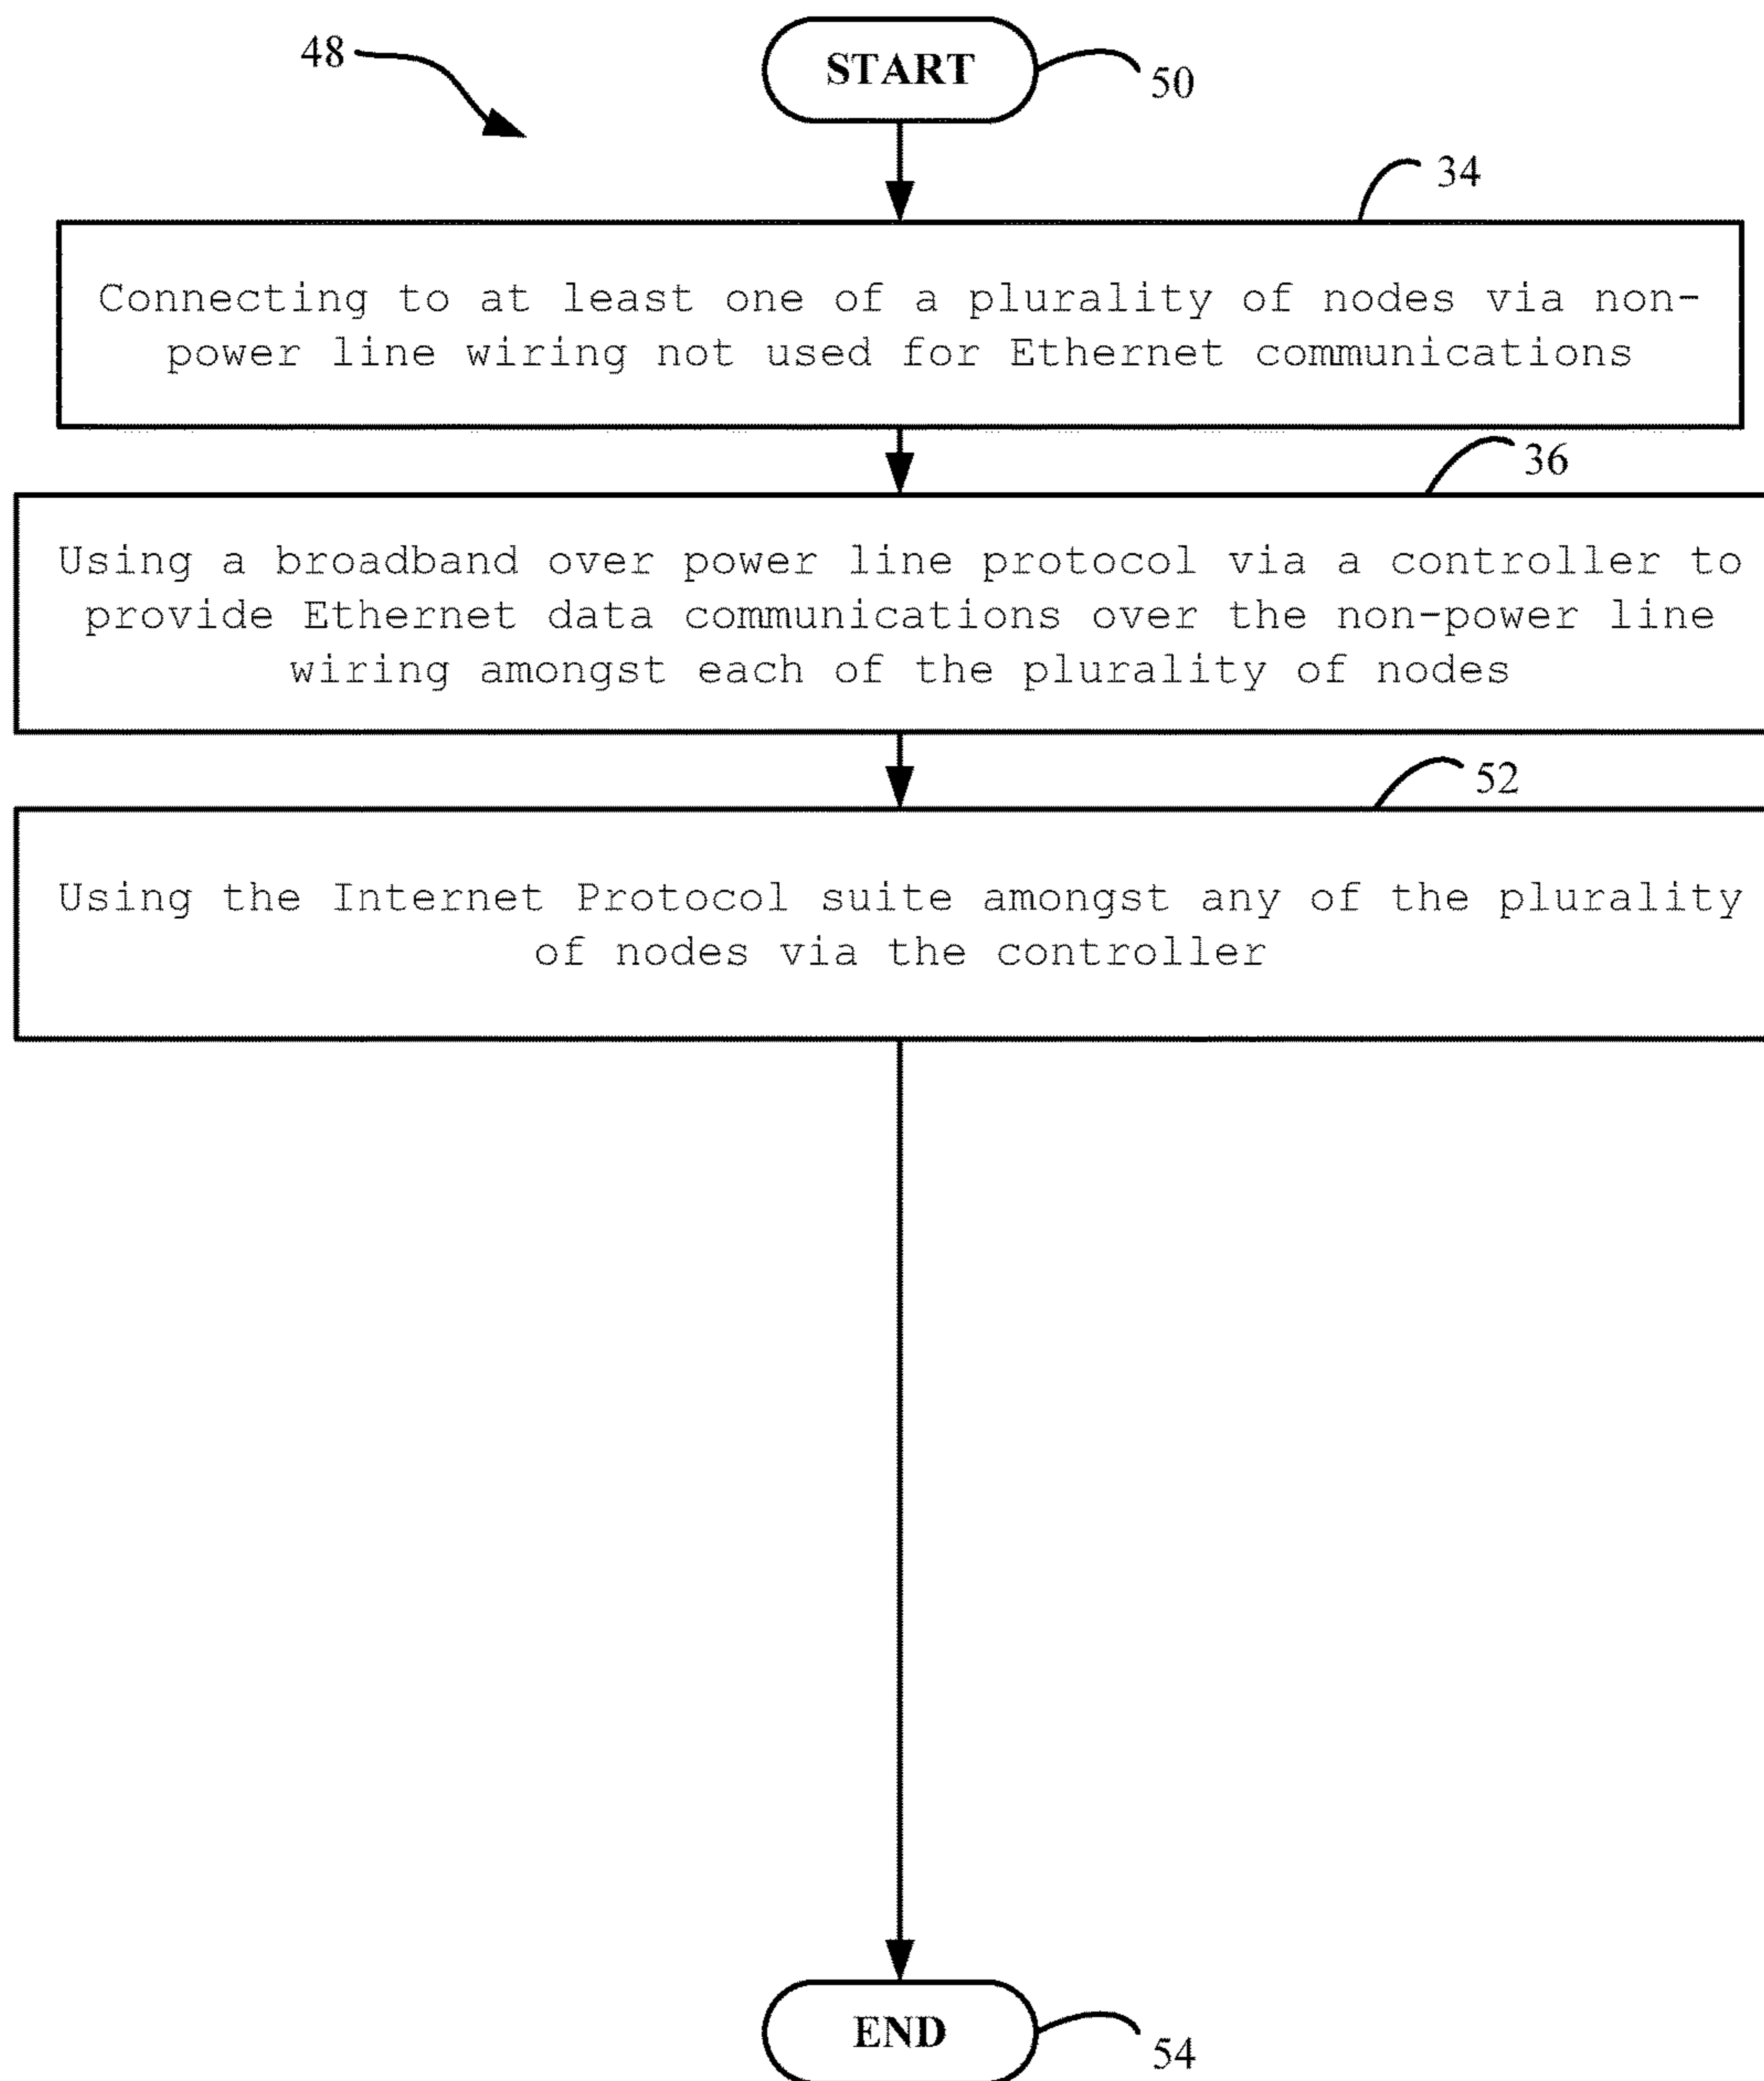 48
START
50
34
Connecting to at least one of a plurality of nodes via non-
power line wiring not used for Ethernet communications
36
Using a broadband over power line protocol via a controller to
provide Ethernet data communications over the non-power line
wiring amongst each of the plurality of nodes
52
Using the Internet Protocol suite amongst any of the plurality
of nodes via the controller
END
54